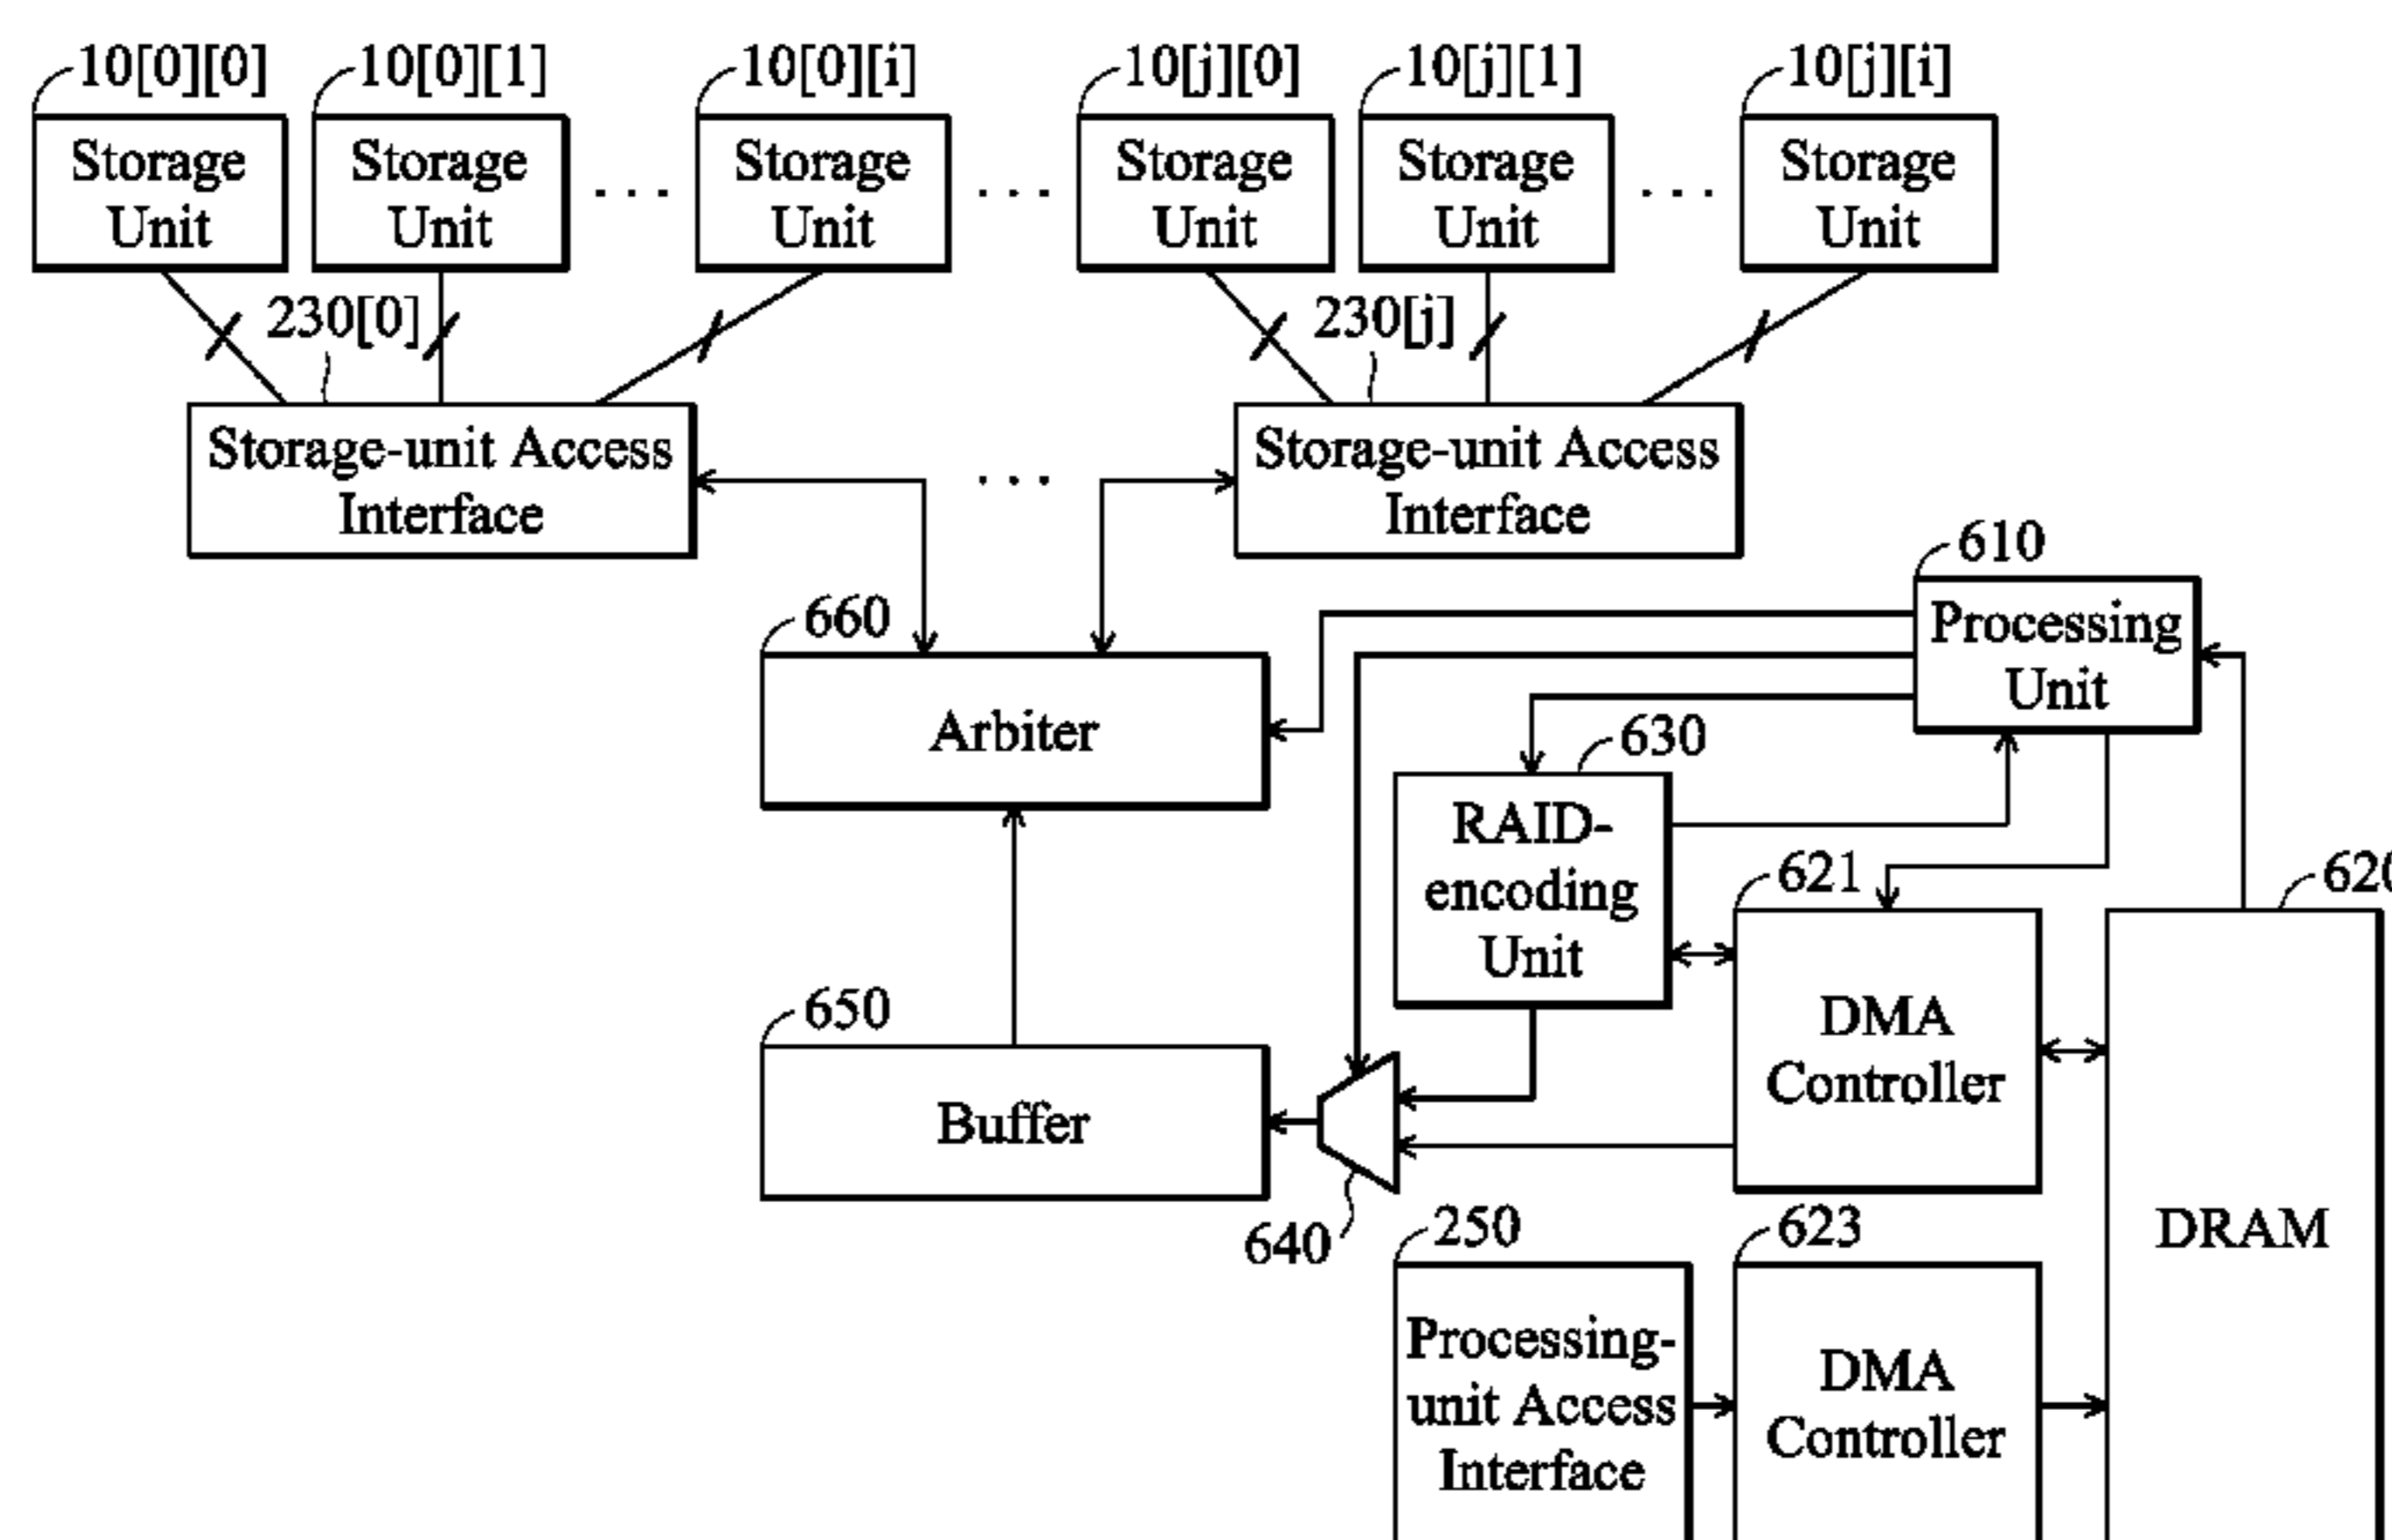 10[0][0] 10[0][1] 10[0][i] 10[j][0] 10[j][1] 10[j][i]
Storage Storage Storage Storage Storage Storage
Unit Unit ... Unit ... Unit Unit ... Unit
230[0] 230[j]
Storage-unit Access
Interface
...
Storage-unit Access
Interface
610
Processing
Unit
660
Arbiter
630
RAID-
encoding
Unit
621
DMA
Controller
620
DRAM
650
Buffer
640
250
Processing-
unit Access
Interface
623
DMA
Controller